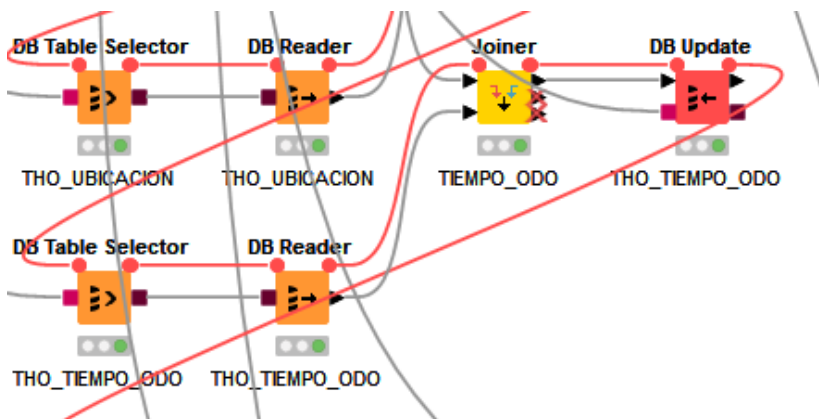 DB Table Selector
DB Reader
Joiner
DB Update
THO_UBICACION
THO_UBICACION
TIEMPO_ODO
THO_TIEMPO_ODO
DB Table Selector
DB Reader
THO_TIEMPO_ODO
THO_TIEMPO_ODO